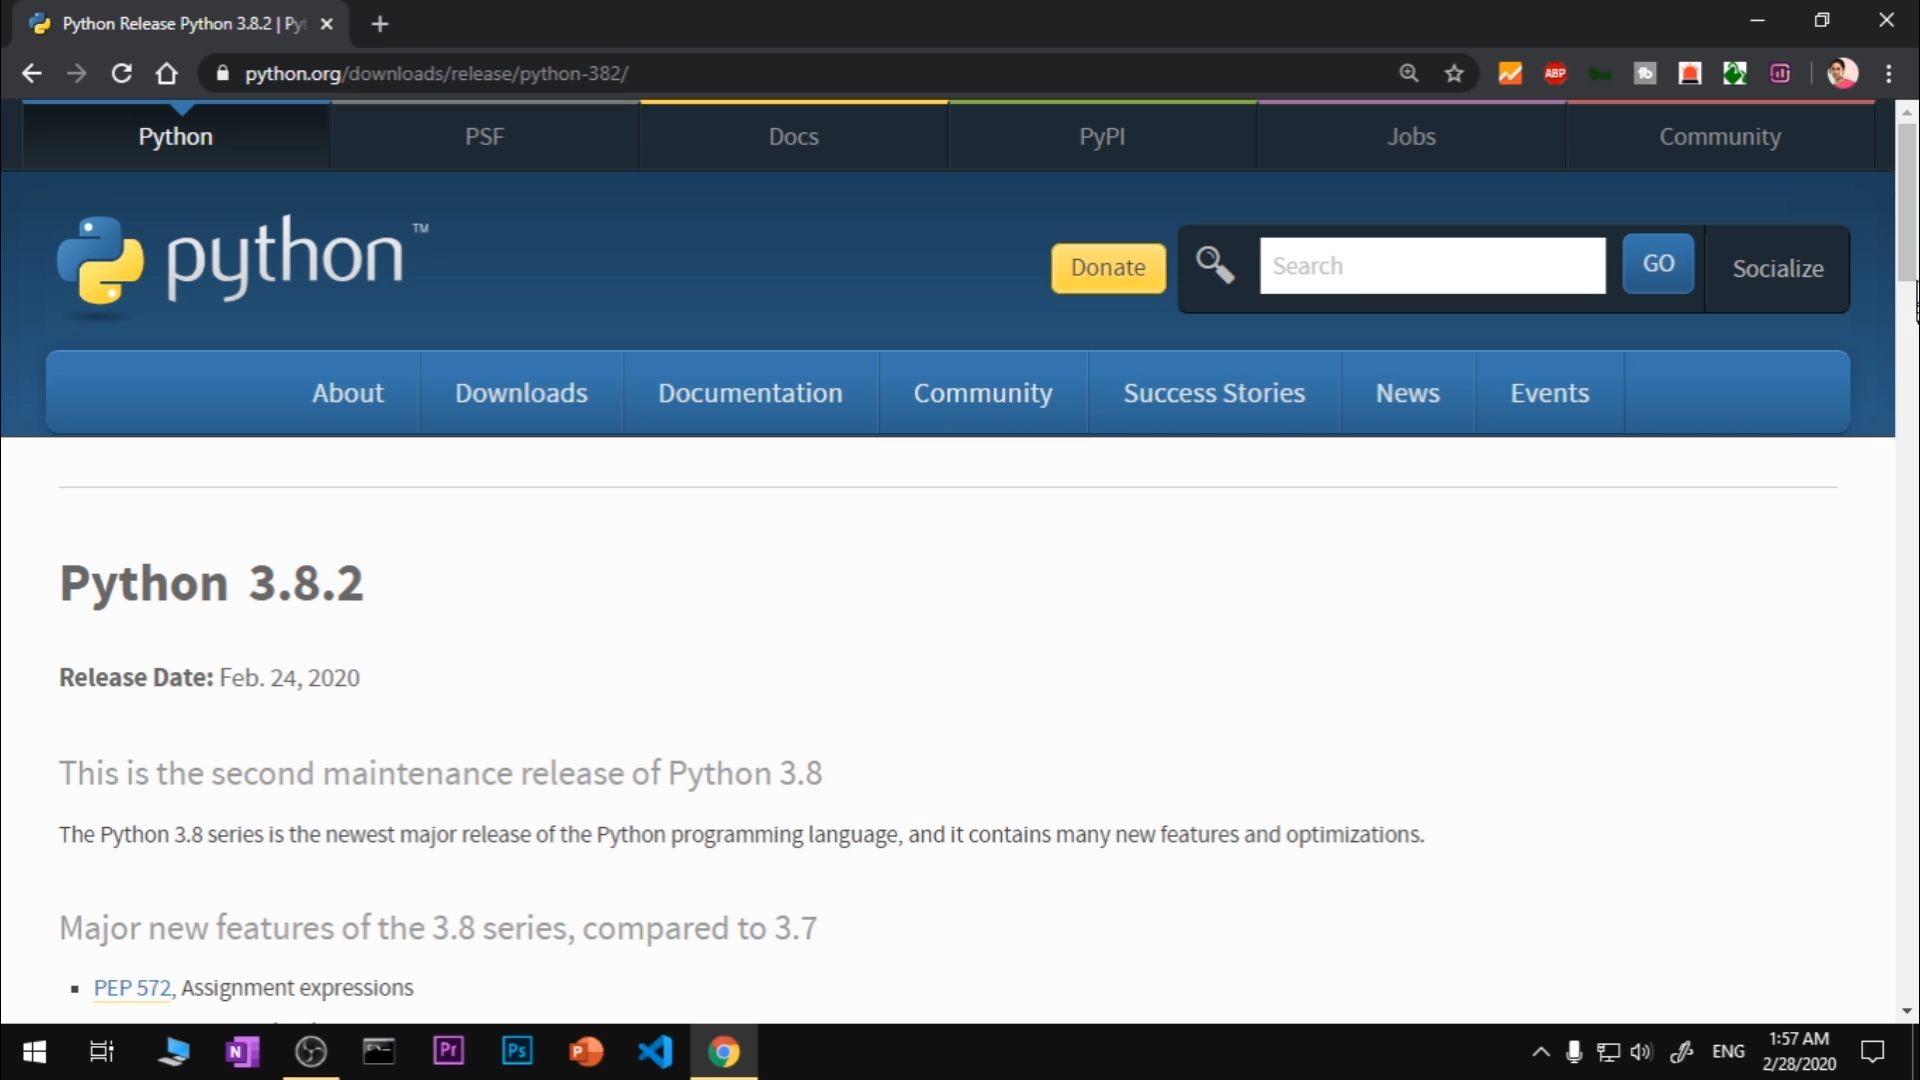 Python Release Python 3.8.2 | Pyt
python.org/downloads/release/python-382/
ABP
Python
PSF
Docs
PyPI
Jobs
Community
python™
Donate
Search
GO
Socialize
About
Downloads
Documentation
Community
Success Stories
News
Events
Python 3.8.2
Release Date: Feb. 24, 2020
This is the second maintenance release of Python 3.8
The Python 3.8 series is the newest major release of the Python programming language, and it contains many new features and optimizations.
Major new features of the 3.8 series, compared to 3.7
PEP 572, Assignment expressions
N
Pr
Ps
P
ENG
1:57 AM
2/28/2020